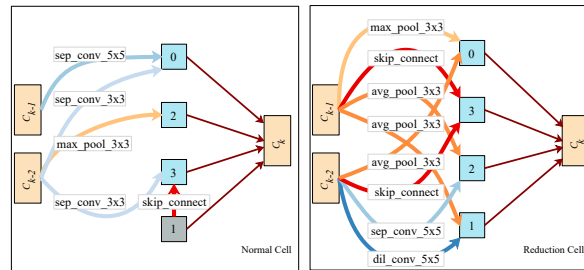 sep_conv_5x5
0
C_{k-1}
sep_conv_3x3
2
C_k
max_pool_3x3
C_{k-2}
3
sep_conv_3x3
skip_connect
1
Normal Cell
max_pool_3x3
0
skip_connect
C_{k-1}
avg_pool_3x3
3
avg_pool_3x3
C_k
avg_pool_3x3
2
C_{k-2}
skip_connect
sep_conv_5x5
1
dil_conv_5x5
Reduction Cell